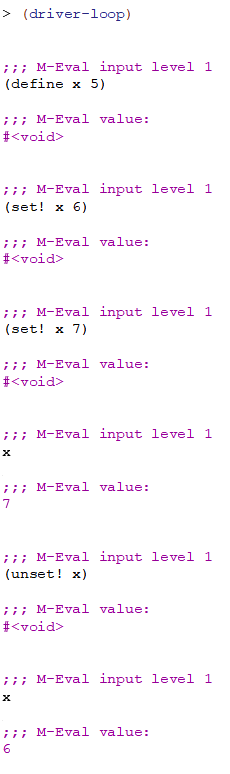 > (driver-loop)
;;; M-Eval input level 1
(define x 5)
;;; M-Eval value:
#<void>
;;; M-Eval input level 1
(set! x 6)
;;; M-Eval value:
#<void>
;;; M-Eval input level 1
(set! x 7)
;;; M-Eval value:
#<void>
;;; M-Eval input level 1
x
;;; M-Eval value:
7
;;; M-Eval input level 1
(unset! x)
;;; M-Eval value:
#<void>
;;; M-Eval input level 1
x
;;; M-Eval value:
6